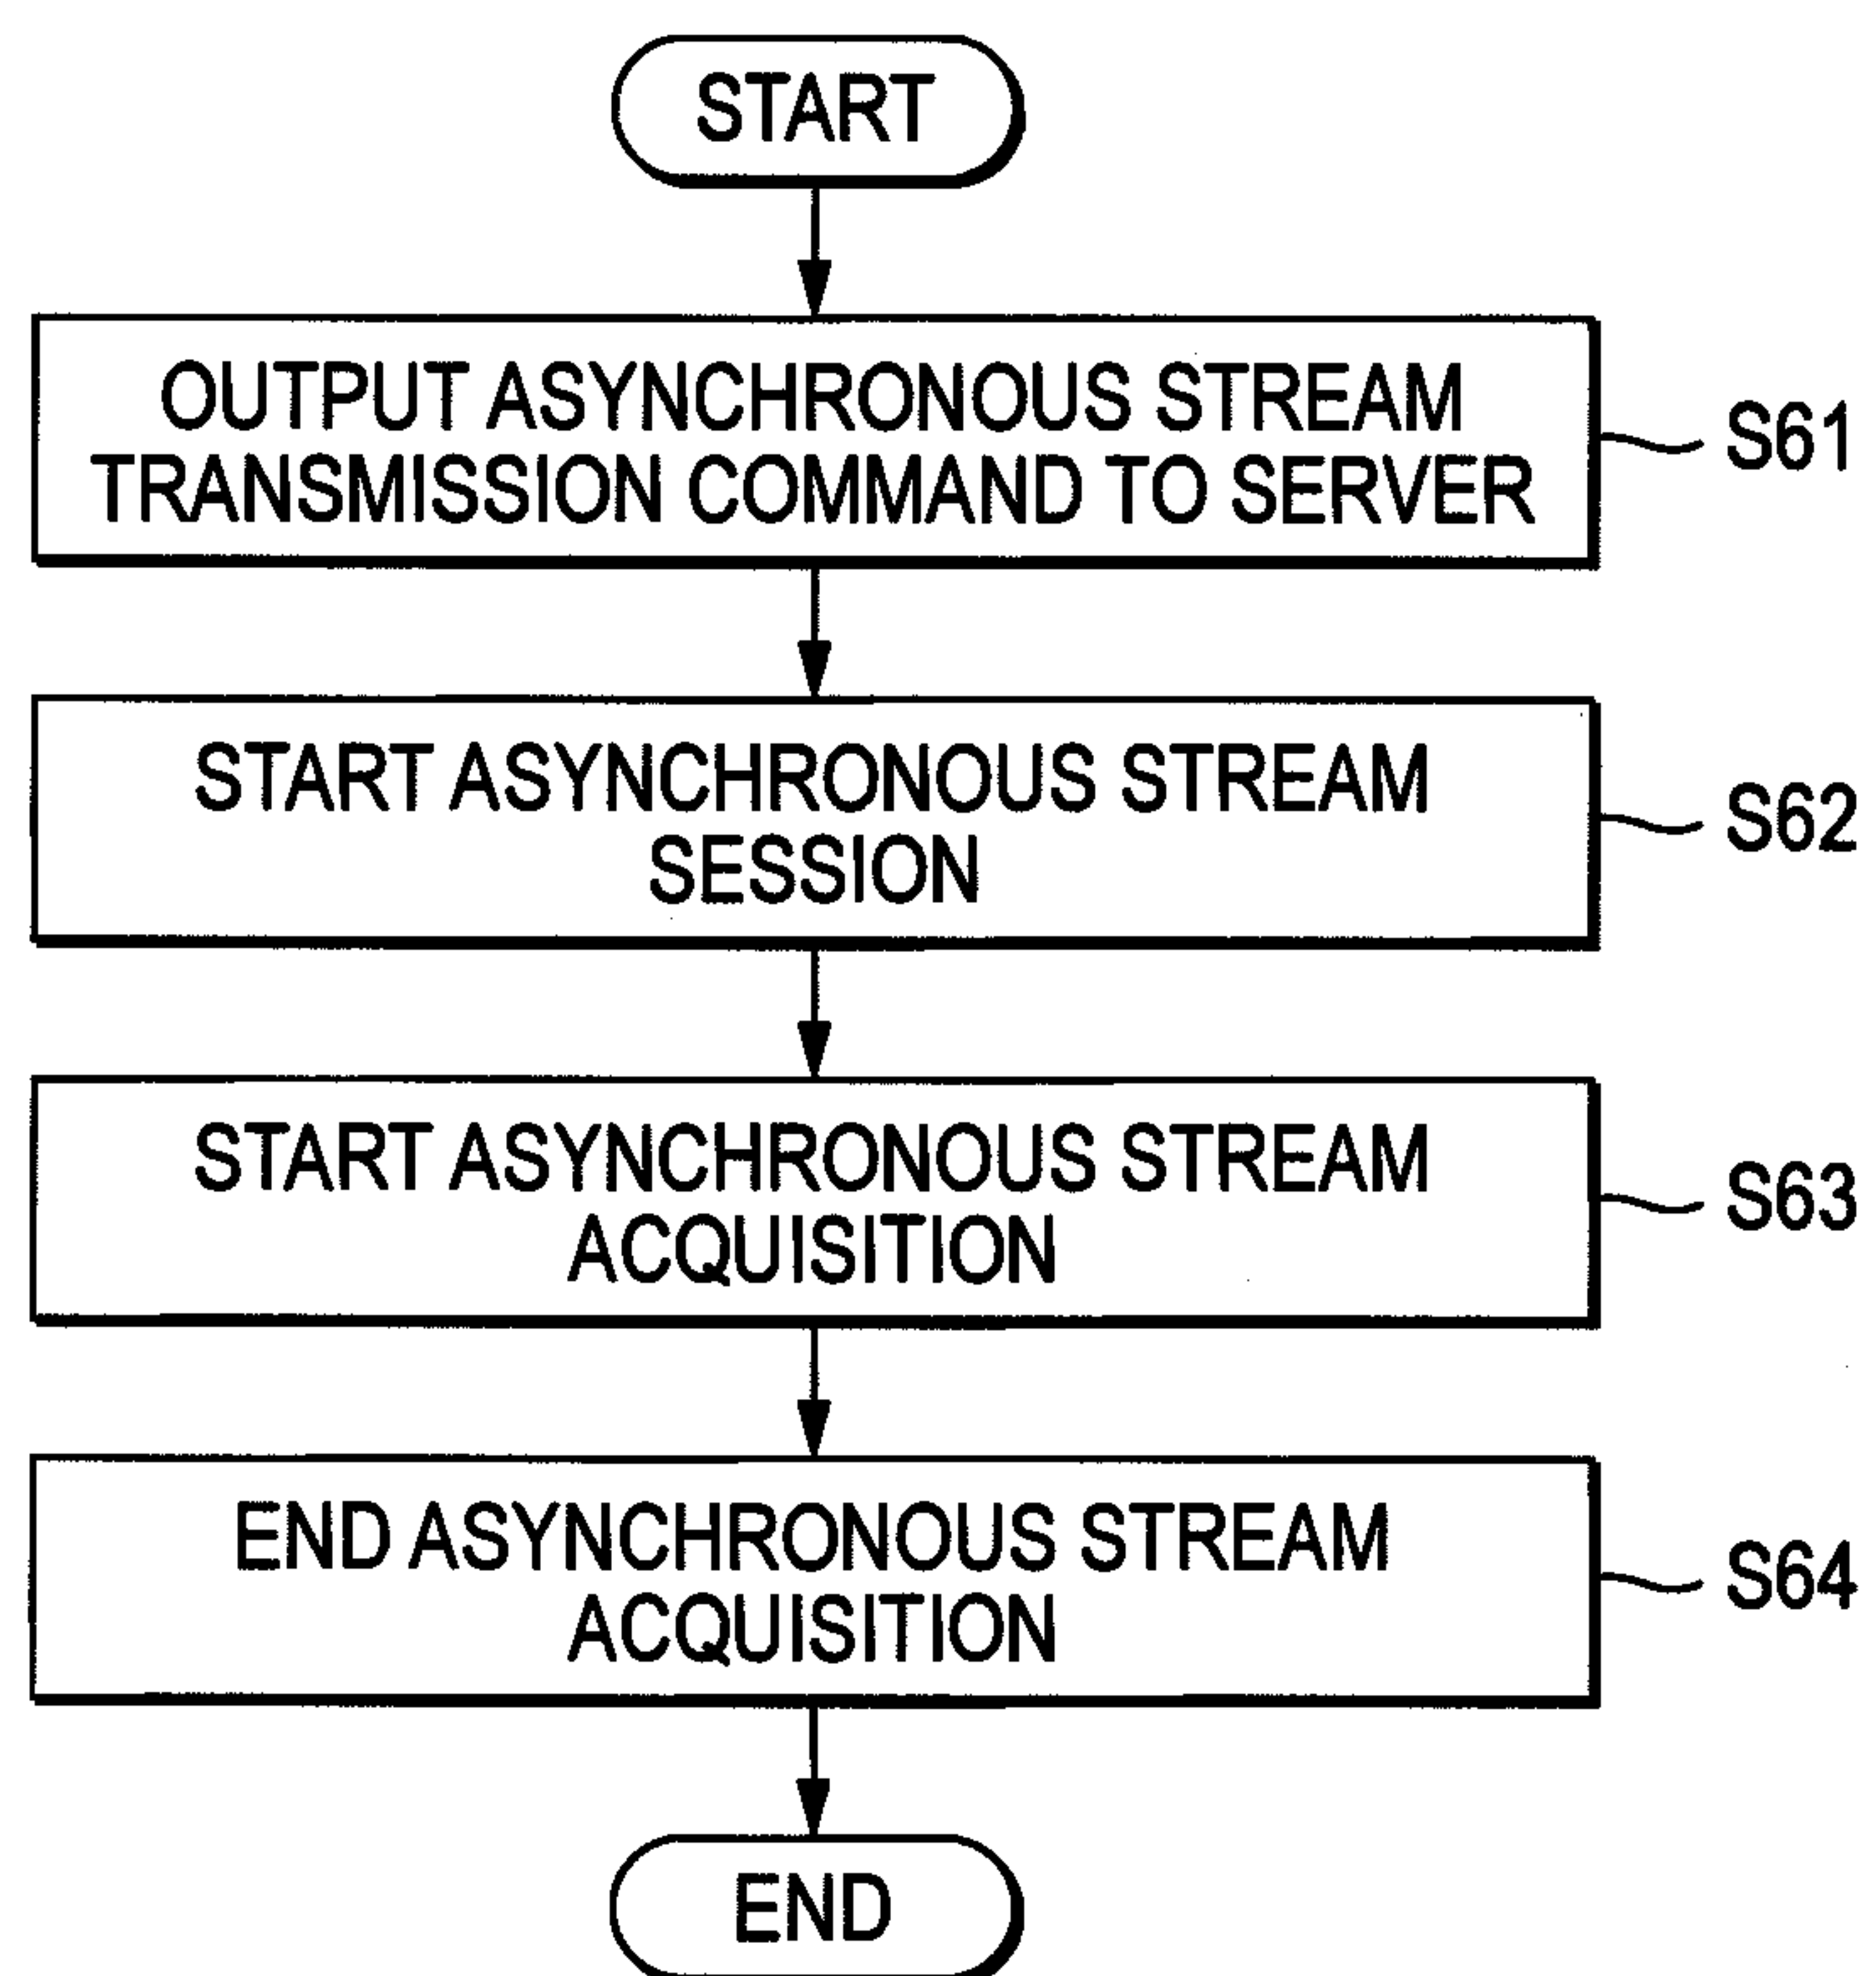 START
OUTPUT ASYNCHRONOUS STREAM
TRANSMISSION COMMAND TO SERVER
S61
START ASYNCHRONOUS STREAM
SESSION
S62
START ASYNCHRONOUS STREAM
ACQUISITION
S63
END ASYNCHRONOUS STREAM
ACQUISITION
S64
END